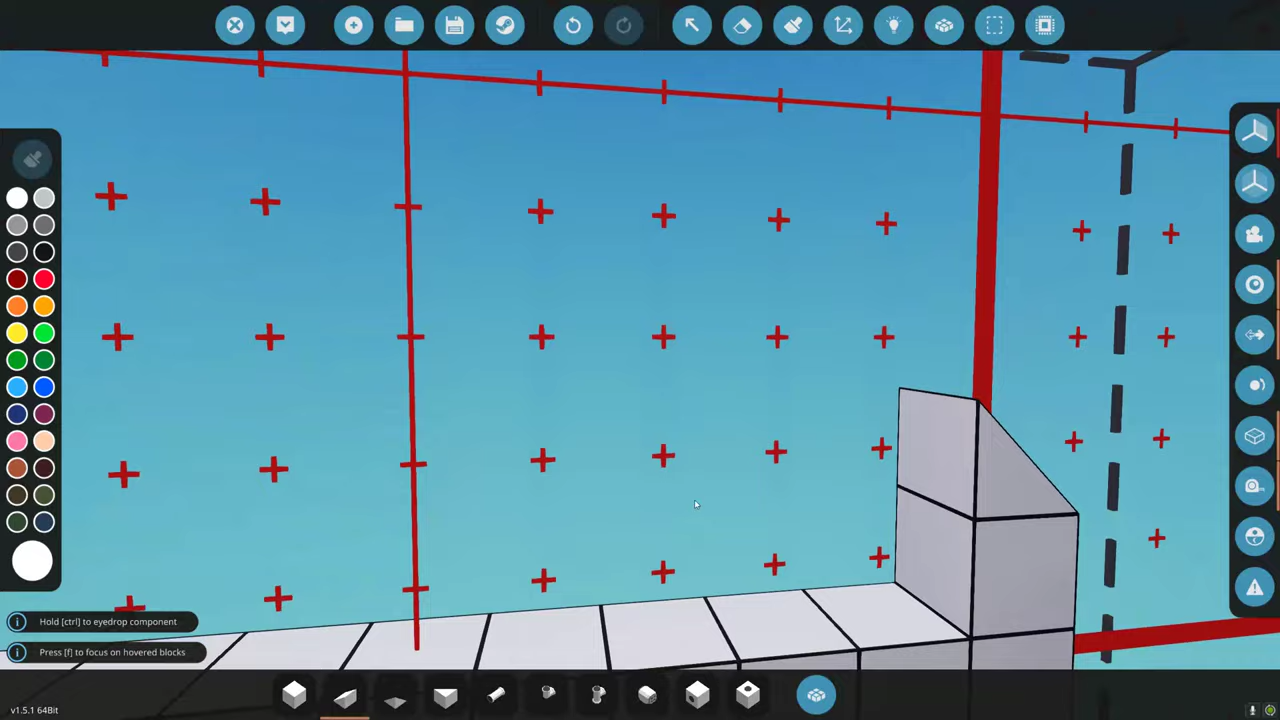 Hold [ctrl] to eyedrop component
Press [f] to focus on hovered blocks
v1.5.1 64Bit